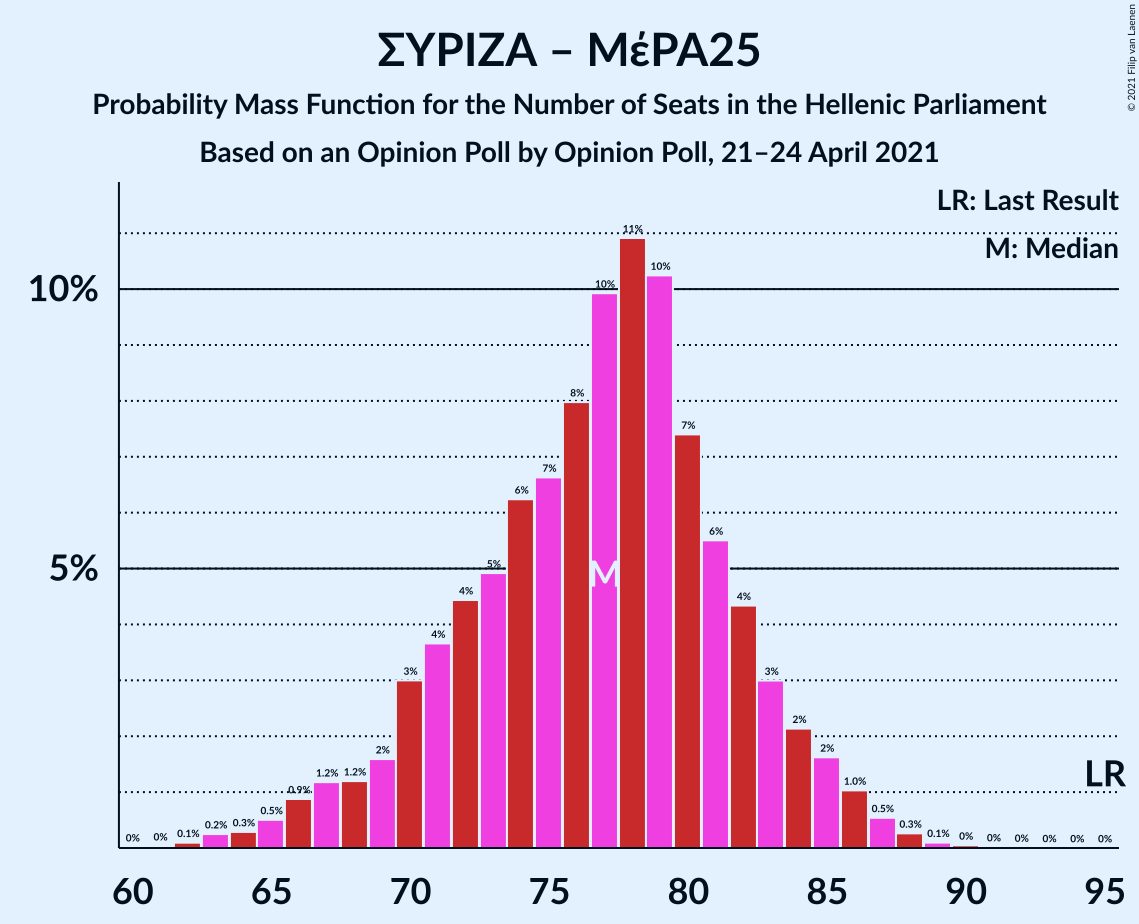 ΣΥΡΙΖΑ – ΜέΡΑ25
Probability Mass Function for the Number of Seats in the Hellenic Parliament
Based on an Opinion Poll by Opinion Poll, 21–24 April 2021
© 2021 Filip van Laenen
LR: Last Result
M: Median
10%
5%
0% 0% 0.1% 0.2% 0.3% 0.5% 0.9% 1.2% 1.2% 2% 3% 4% 4% 5% 6% 7% 8% 10% 11% 10% 7% 6% 4% 3% 2% 2% 1.0% 0.5% 0.3% 0.1% 0% 0% 0% 0% 0% 0%
M
LR
60 65 70 75 80 85 90 95